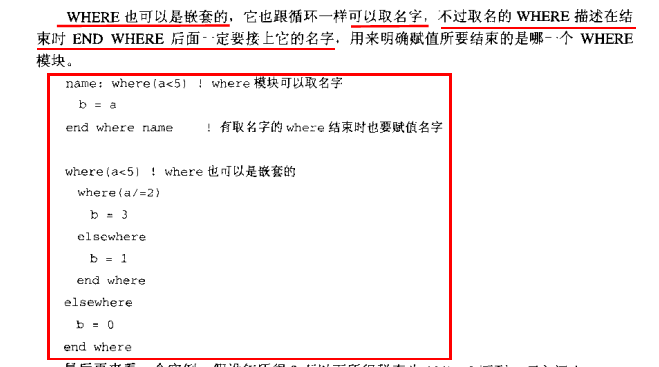 WHERE 也可以是嵌套的，它也跟循环一样可以取名字，不过取名的 WHERE 描述在结
束时 END WHERE 后面一定要接上它的名字，用来明确赋值所要结束的是哪一个 WHERE
模块。
name: where(a<5) ! where 模块可以取名字
b = a
end where name ! 有取名字的 where 结束时也要赋值名字
where(a<5) ! where 也可以是嵌套的
where(a/=2)
b = 3
elsewhere
b = 1
end where
elsewhere
b = 0
end where